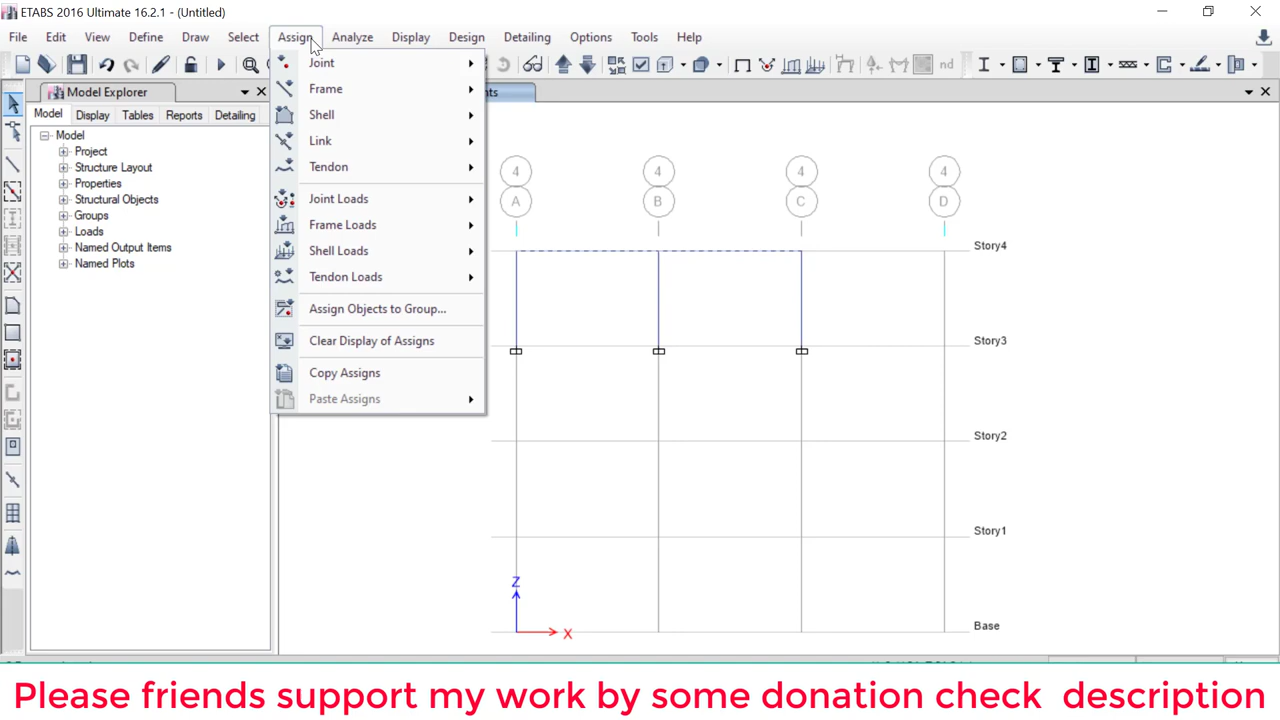 ETABS 2016 Ultimate 16.2.1 - (Untitled)
File Edit View Define Draw Select Assign Analyze Display Design Detailing Options Tools Help
nd
Model Explorer
Model Display Tables Reports Detailing
Model
Project
Structure Layout
Properties
Structural Objects
Groups
Loads
Named Output Items
Named Plots
Joint
Frame
Shell
Link
Tendon
Joint Loads
Frame Loads
Shell Loads
Tendon Loads
Assign Objects to Group...
Clear Display of Assigns
Copy Assigns
Paste Assigns
4 4 4 4
A B C D
Story4
Story3
Story2
Story1
Base
Z
X
Please friends support my work by some donation check description